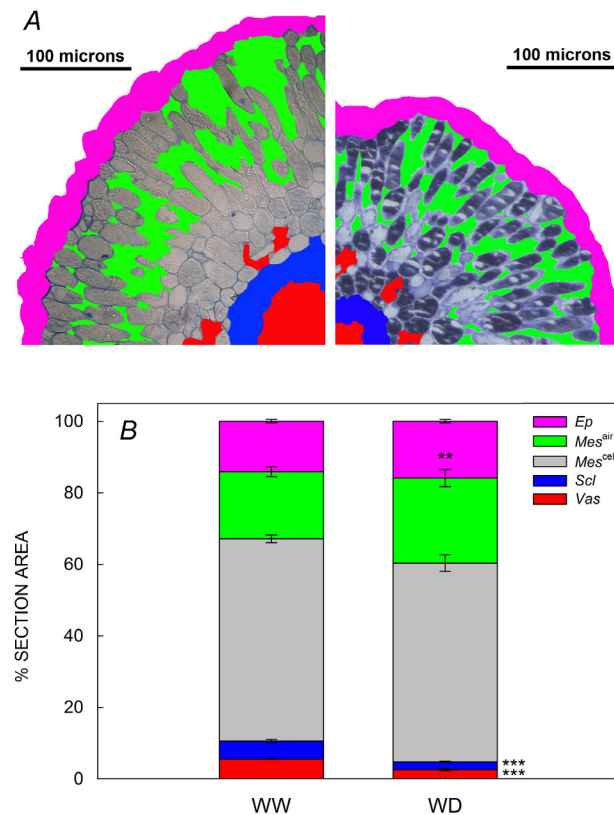 A
100 microns
100 microns
B
100
80
60
40
20
0
% SECTION AREA
**
***
***
WW
WD
Ep
Mes^air
Mes^cel
Scl
Vas